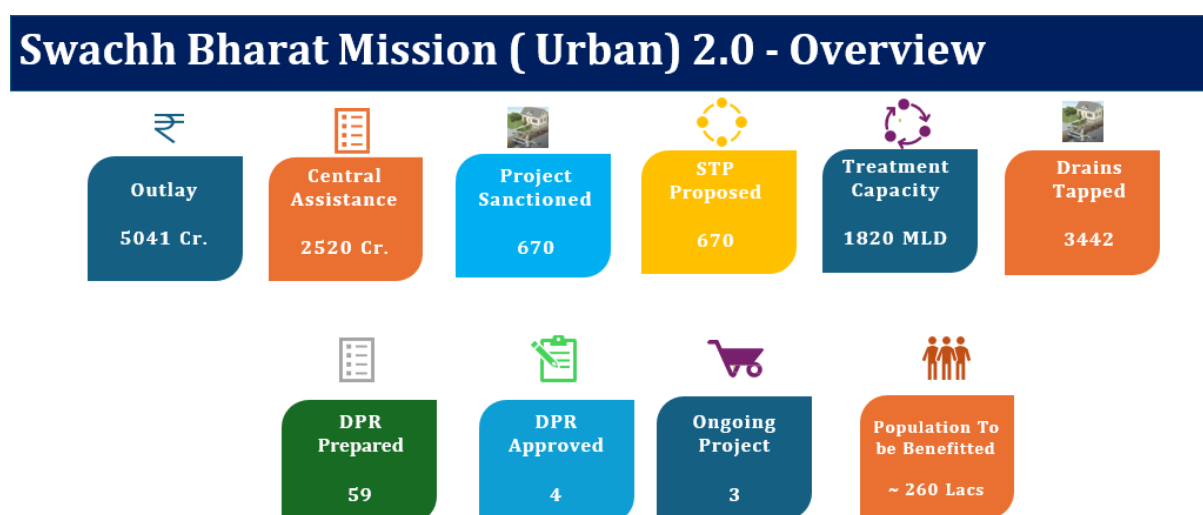 Swachh Bharat Mission ( Urban) 2.0 - Overview
₹
Outlay
5041 Cr.
Central
Assistance
2520 Cr.
Project
Sanctioned
670
STP
Proposed
670
Treatment
Capacity
1820 MLD
Drains
Tapped
3442
DPR
Prepared
59
DPR
Approved
4
Ongoing
Project
3
Population To
be Benefitted
~ 260 Lacs